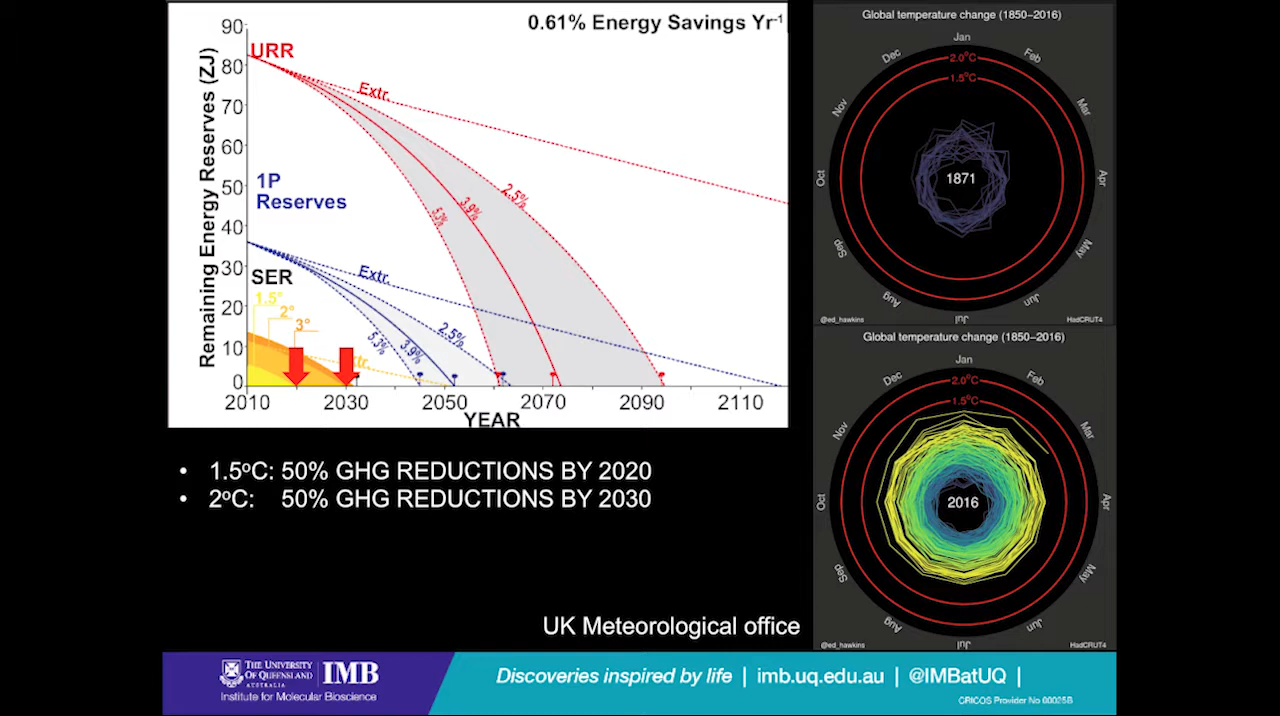 0.61% Energy Savings Yr-1
Remaining Energy Reserves (ZJ)
90
80
70
60
50
40
30
20
10
0
URR
Extr.
1P
Reserves
Extr.
SER
1.5°
2°
3°
5.3%
3.9%
2.5%
5.3%
3.9%
2.5%
2010
2030
2050
2070
2090
2110
YEAR
• 1.5oC: 50% GHG REDUCTIONS BY 2020
• 2oC: 50% GHG REDUCTIONS BY 2030
UK Meteorological office
Global temperature change (1850–2016)
Jan
Feb
Mar
Apr
May
Jun
Jul
Aug
Sep
Oct
Nov
Dec
2.0°C
1.5°C
1871
@ed_hawkins
HadCRUT4
Global temperature change (1850–2016)
Jan
Feb
Mar
Apr
May
Jun
Jul
Aug
Sep
Oct
Nov
Dec
2.0°C
1.5°C
2016
@ed_hawkins
HadCRUT4
THE UNIVERSITY
OF QUEENSLAND
AUSTRALIA
IMB
Institute for Molecular Bioscience
Discoveries inspired by life | imb.uq.edu.au | @IMBatUQ |
CRICOS Provider No 00025B